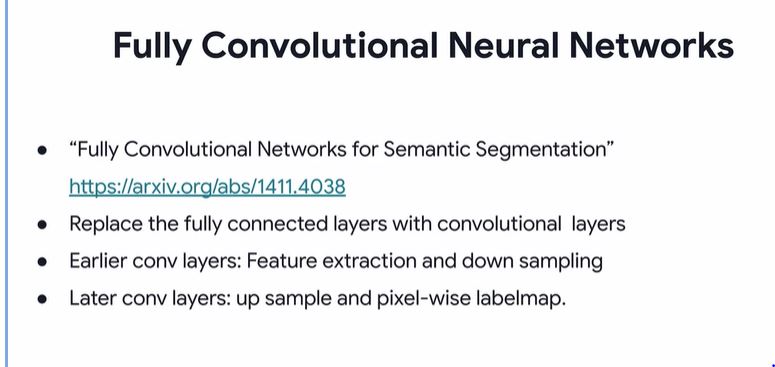 Fully Convolutional Neural Networks
● “Fully Convolutional Networks for Semantic Segmentation”
https://arxiv.org/abs/1411.4038
● Replace the fully connected layers with convolutional layers
● Earlier conv layers: Feature extraction and down sampling
● Later conv layers: up sample and pixel-wise labelmap.